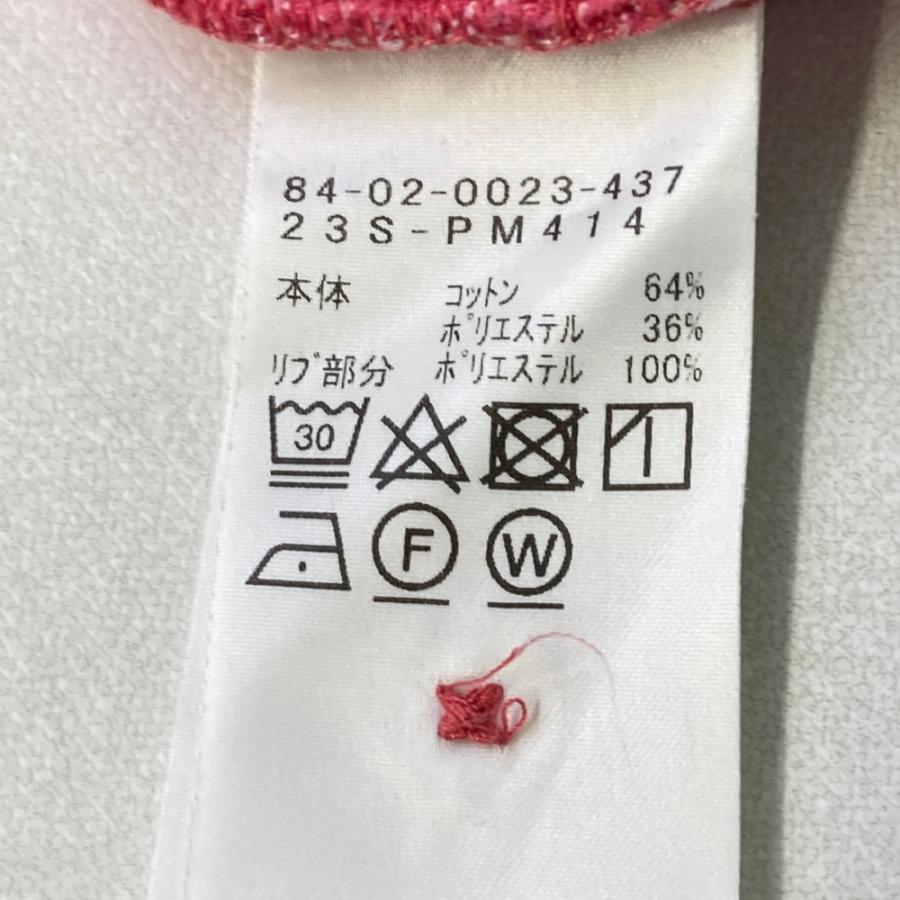 84-02-0023-437
23S-PM414
本体 コットン 64%
ポリエステル 36%
リブ部分 ポリエステル 100%
30
F W